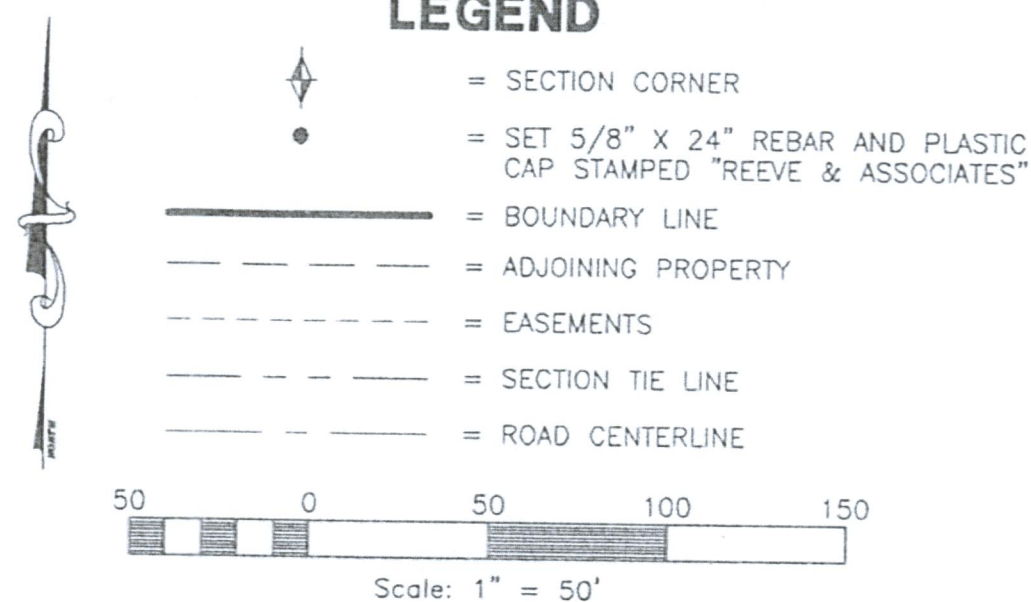 LEGEND
= SECTION CORNER
= SET 5/8" X 24" REBAR AND PLASTIC
CAP STAMPED "REEVE & ASSOCIATES"
= BOUNDARY LINE
= ADJOINING PROPERTY
= EASEMENTS
= SECTION TIE LINE
= ROAD CENTERLINE
NORTH
50 0 50 100 150
Scale: 1" = 50'